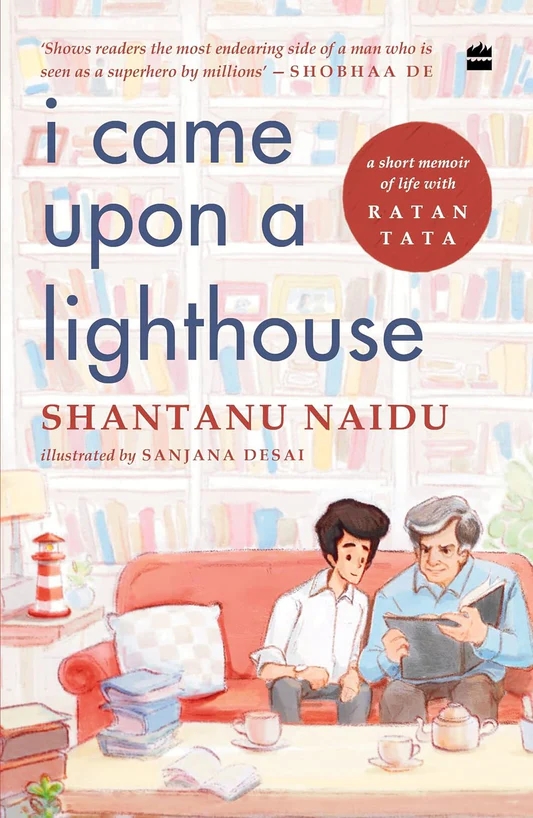 ‘Shows readers the most endearing side of a man who is
seen as a superhero by millions’ – SHOBHAA DE
i came
upon a
lighthouse
a short memoir
of life with
RATAN
TATA
SHANTANU NAIDU
illustrated by SANJANA DESAI